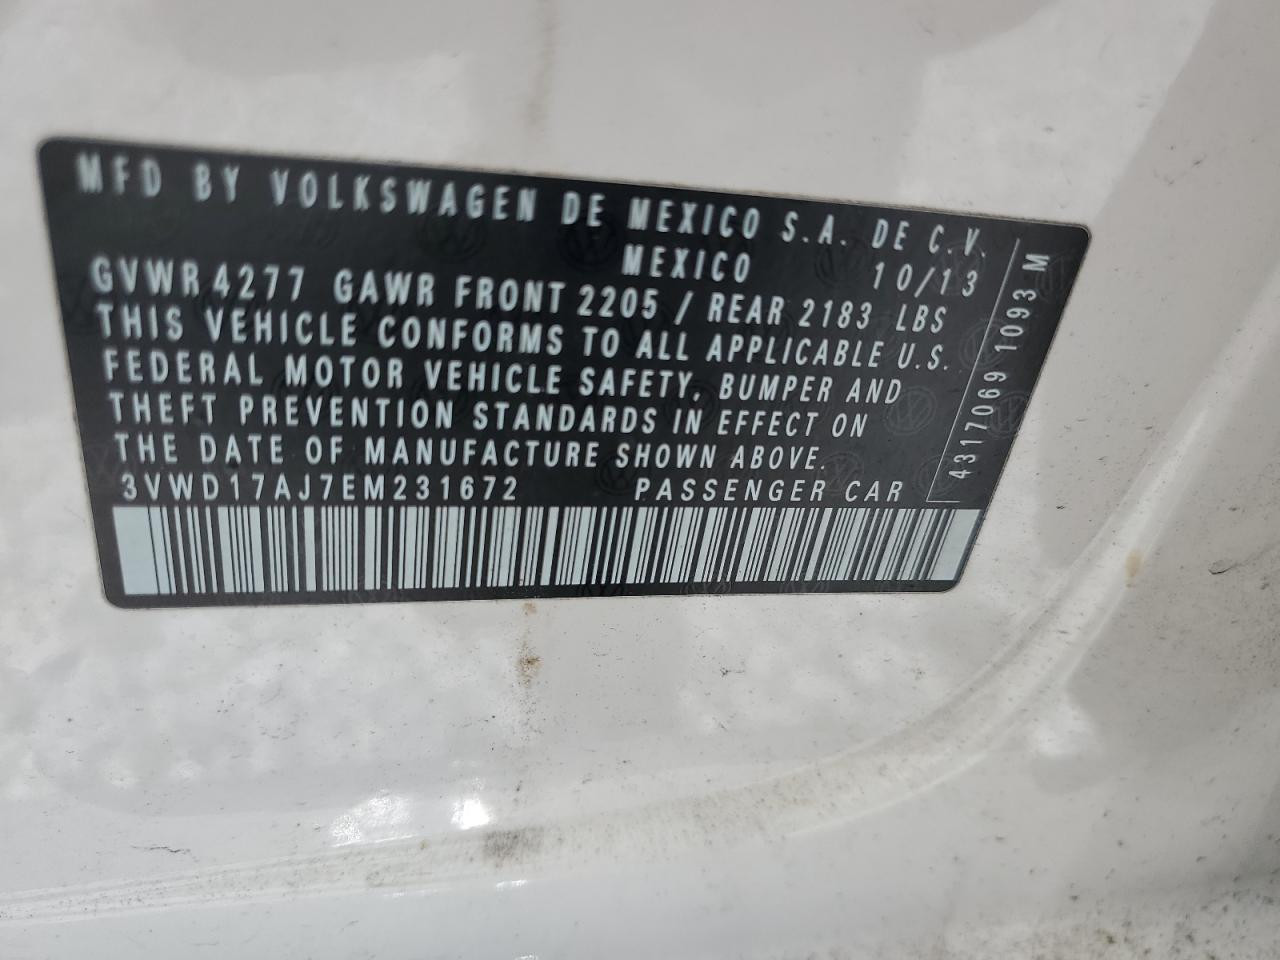 MFD BY VOLKSWAGEN DE MEXICO S.A. DE C.V.
MEXICO 10/13
GVWR 4277 GAWR FRONT 2205 / REAR 2183 LBS
THIS VEHICLE CONFORMS TO ALL APPLICABLE U.S.
FEDERAL MOTOR VEHICLE SAFETY, BUMPER AND
THEFT PREVENTION STANDARDS IN EFFECT ON
THE DATE OF MANUFACTURE SHOWN ABOVE.
3VWD17AJ7EM231672 PASSENGER CAR
4317069 1093 M